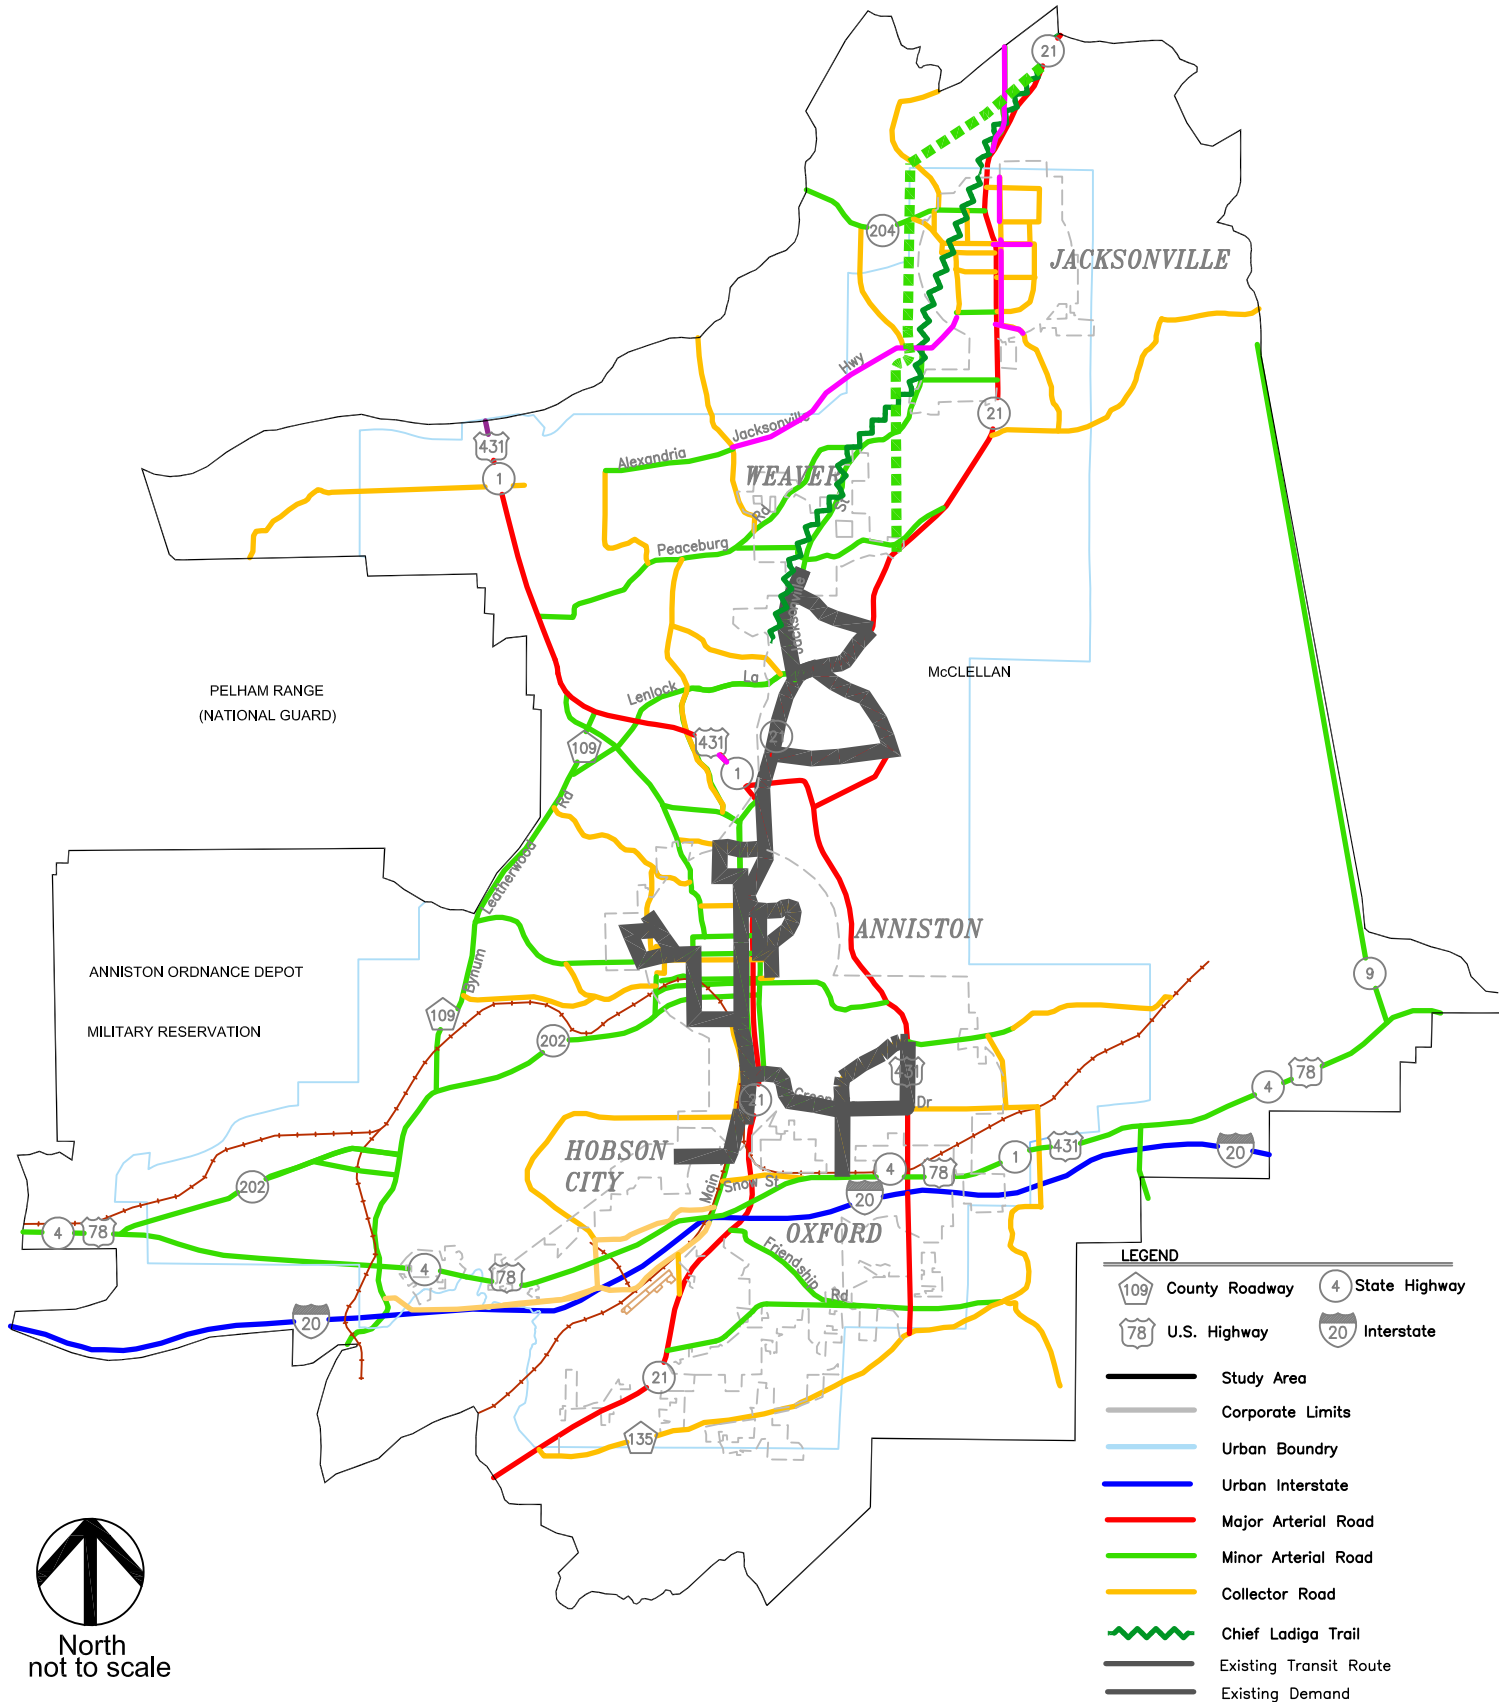 21
204
JACKSONVILLE
Hwy
Jacksonville
21
431
1
Alexandria
WEAVER
Rd
St
Peaceburg
Jacksonville
McCLELLAN
PELHAM RANGE
(NATIONAL GUARD)
Lenlock
La
109
431
21
1
Rd
Leatherwood
ANNISTON
ANNISTON ORDNANCE DEPOT
Bynum
9
MILITARY RESERVATION
109
202
431
78
4
21
Dr
HOBSON
CITY
431
1
20
4
78
Snow St
Main
20
202
4
78
OXFORD
Friendship
Rd
4
78
20
21
135
LEGEND
109 County Roadway
4 State Highway
78 U.S. Highway
20 Interstate
Study Area
Corporate Limits
Urban Boundry
Urban Interstate
Major Arterial Road
Minor Arterial Road
Collector Road
Chief Ladiga Trail
Existing Transit Route
Existing Demand
North
not to scale